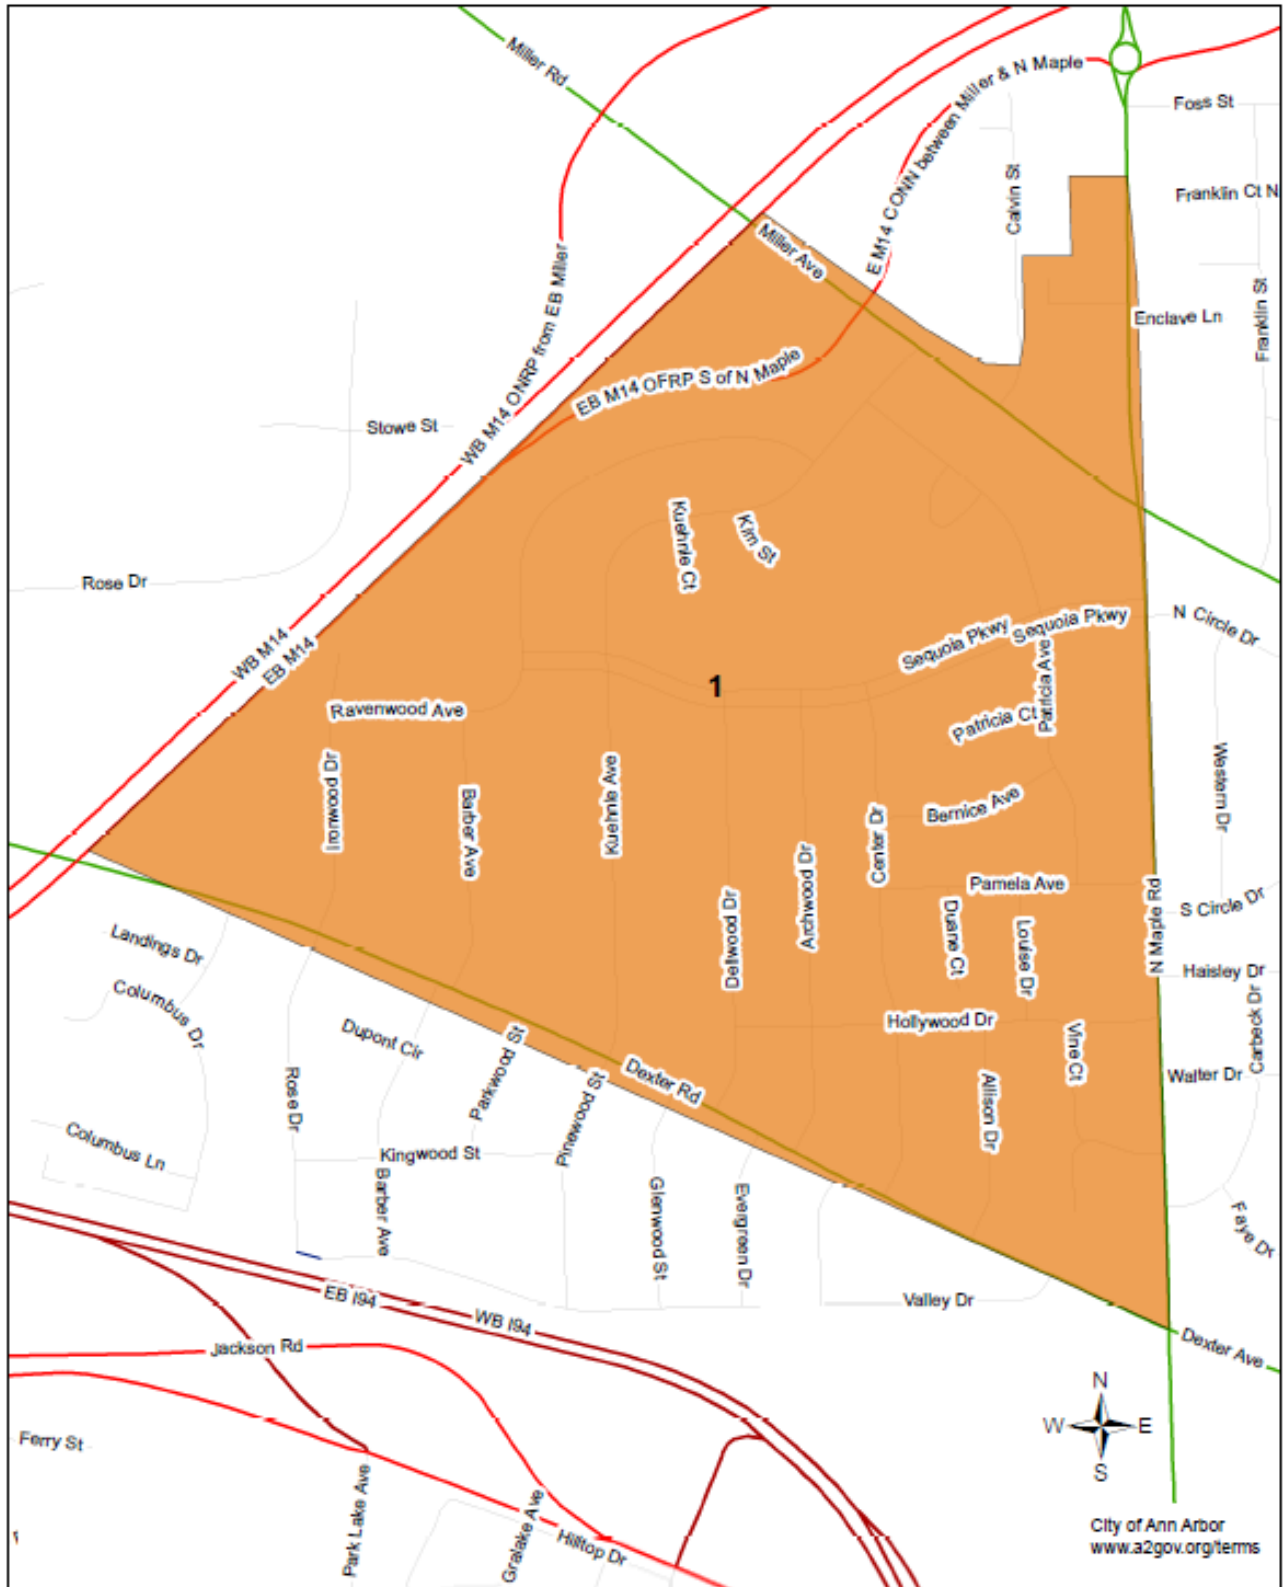 Miller Rd
E M14 CONN between Miller & N Maple
Foss St
Calvin St
Franklin Ct N
Miller Ave
WB M14 ONRP from EB Miller
Enclave Ln
Franklin St
EB M14 OFRP S of N Maple
Stowe St
Kuehnle Ct
Kim St
Rose Dr
WB M14
EB M14
Sequoia Pkwy
Sequoia Pkwy
N Circle Dr
1
Patricia Ave
Ravenwood Ave
Patricia Ct
Ironwood Dr
Barber Ave
Kuehnle Ave
Center Dr
Bernice Ave
Western Dr
Archwood Dr
Pamela Ave
Dellwood Dr
Duane Ct
Louise Dr
N Maple Rd
S Circle Dr
Landings Dr
Haisley Dr
Columbus Dr
Hollywood Dr
Carbeck Dr
Dupont Cir
Parkwood St
Vine Ct
Dexter Rd
Walter Dr
Rose Dr
Pinewood St
Allison Dr
Columbus Ln
Kingwood St
Barber Ave
Glenwood St
Evergreen Dr
Faye Dr
EB I94
WB I94
Valley Dr
Jackson Rd
Dexter Ave
N
W E
S
Ferry St
Park Lake Ave
Gralake Ave
Hilltop Dr
City of Ann Arbor
www.a2gov.org/terms